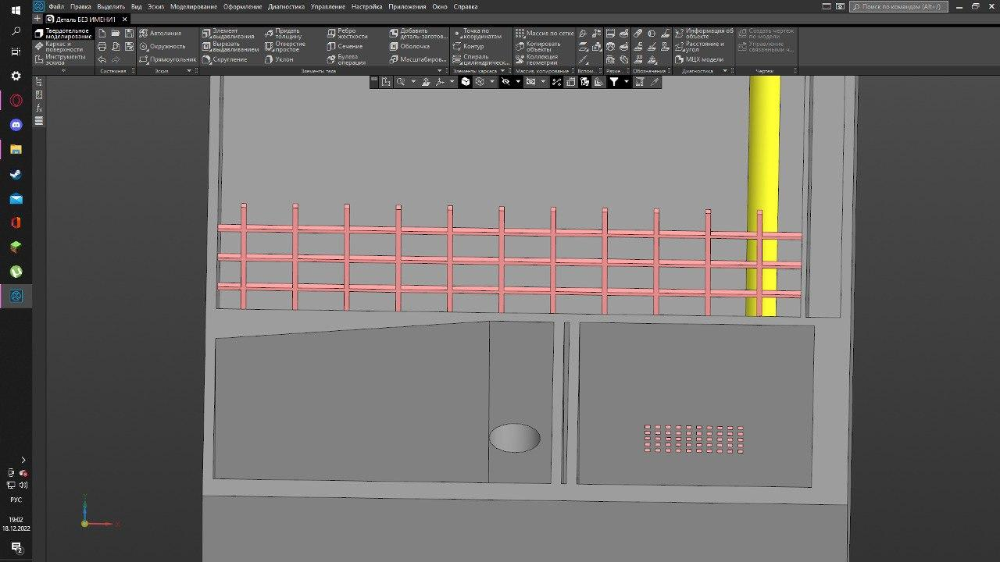 Файл Правка Выделить Вид Эскиз Моделирование Оформление Диагностика Управление Настройка Приложения Окно Справка
Поиск по командам (Alt+/)
Деталь БЕЗ ИМЕНИ1
Твердотельное моделирование
Каркас и поверхности
Инструменты эскиза
Системная
Автолиния
Окружность
Прямоугольник
Эскиз
Элемент выдавливания
Вырезать выдавливанием
Скругление
Придать толщину
Отверстие простое
Уклон
Ребро жесткости
Сечение
Булева операция
Добавить деталь-заготов...
Оболочка
Масштабиров...
Элементы тела
Точка по координатам
Контур
Спираль цилиндрическ...
Элементы каркаса
Массив по сетке
Копировать объекты
Коллекция геометрии
Массив, копирование
Вспом...
Разме...
Обозначения
Информация об объекте
Расстояние и угол
МЦХ модели
Диагностика
Создать чертеж по модели
Управление связанными ч...
Чертеж
Y
X
РУС
19:02
18.12.2022
2